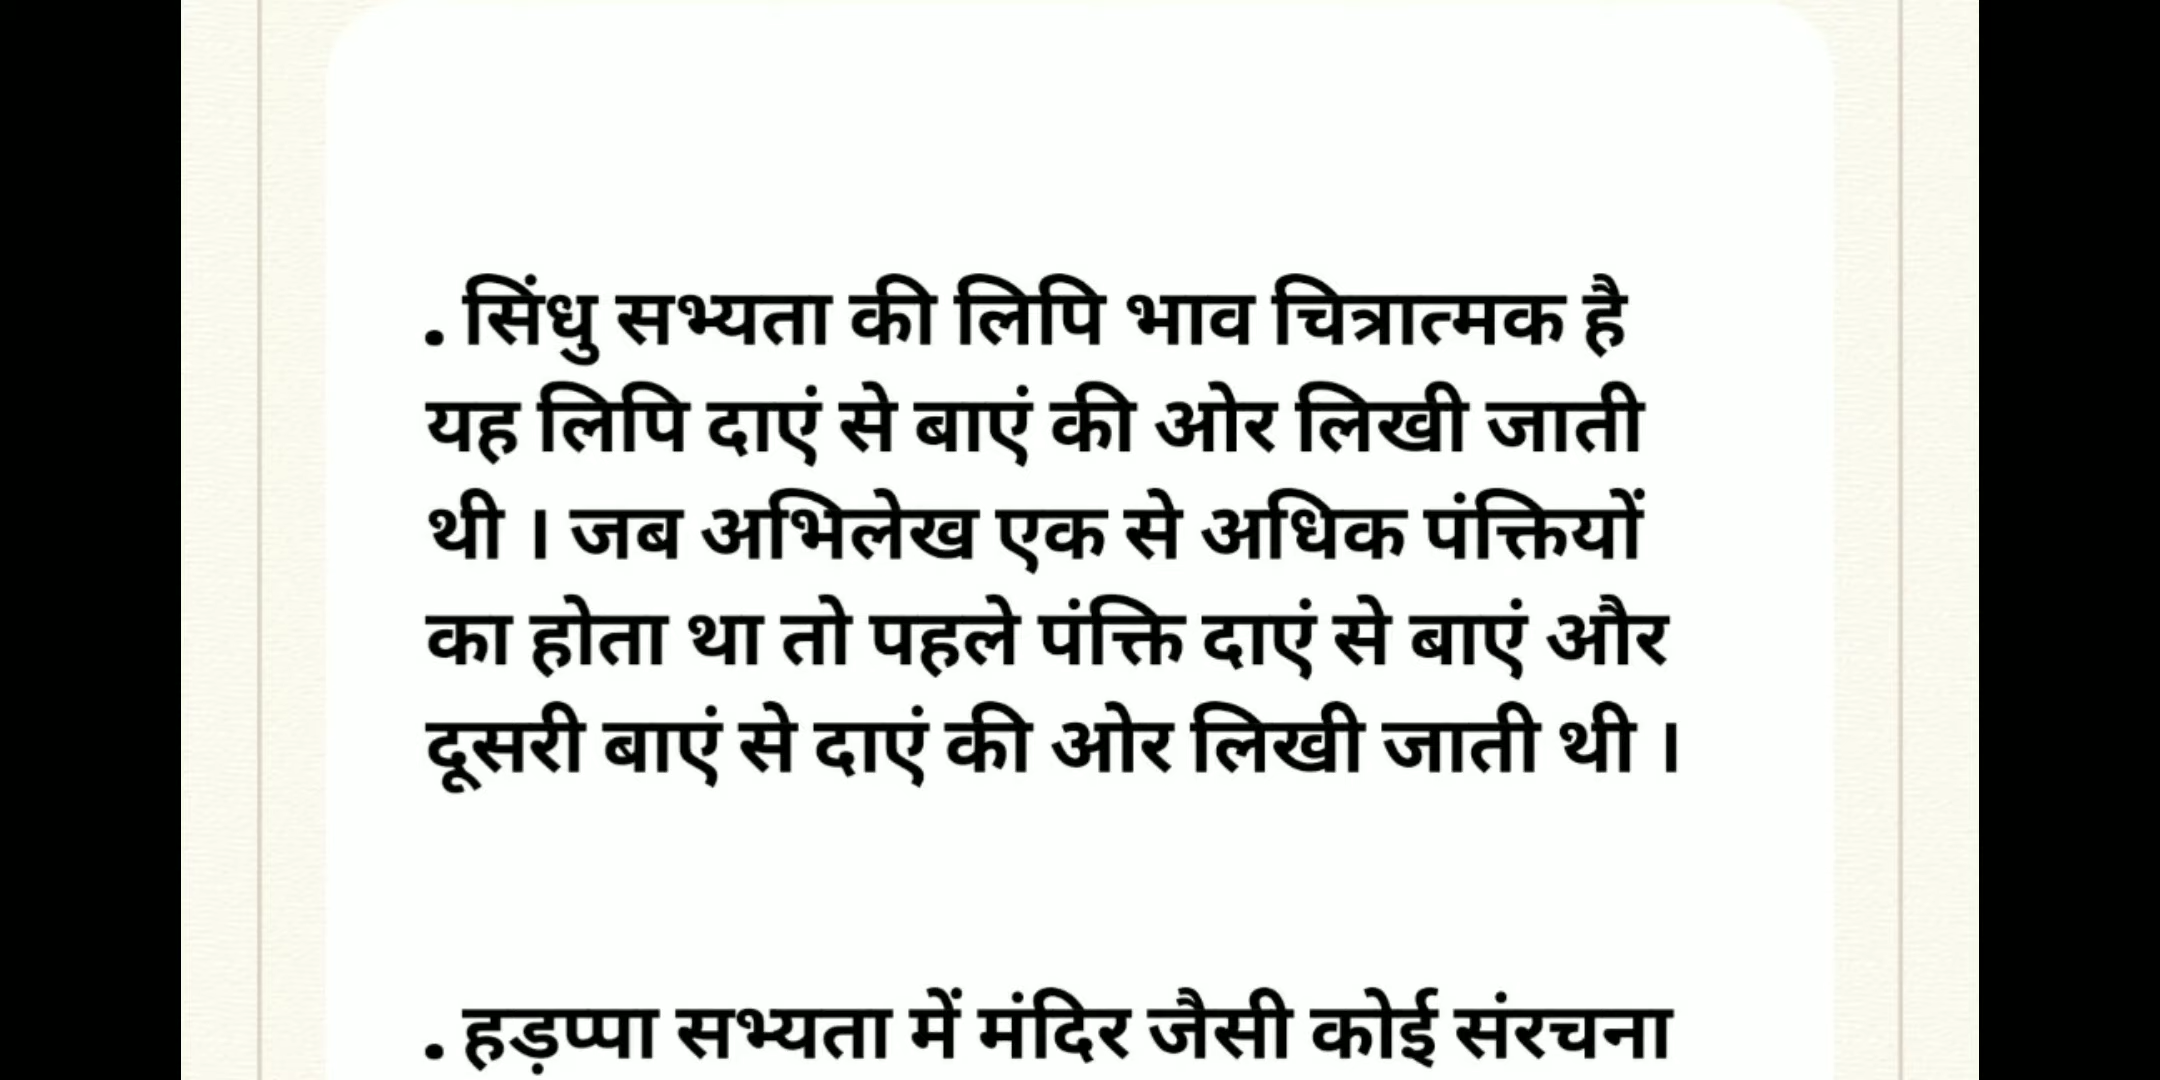 . सिंधु सभ्यता की लिपि भाव चित्रात्मक है
यह लिपि दाएं से बाएं की ओर लिखी जाती
थी । जब अभिलेख एक से अधिक पंक्तियों
का होता था तो पहले पंक्ति दाएं से बाएं और
दूसरी बाएं से दाएं की ओर लिखी जाती थी ।
. हड़प्पा सभ्यता में मंदिर जैसी कोई संरचना